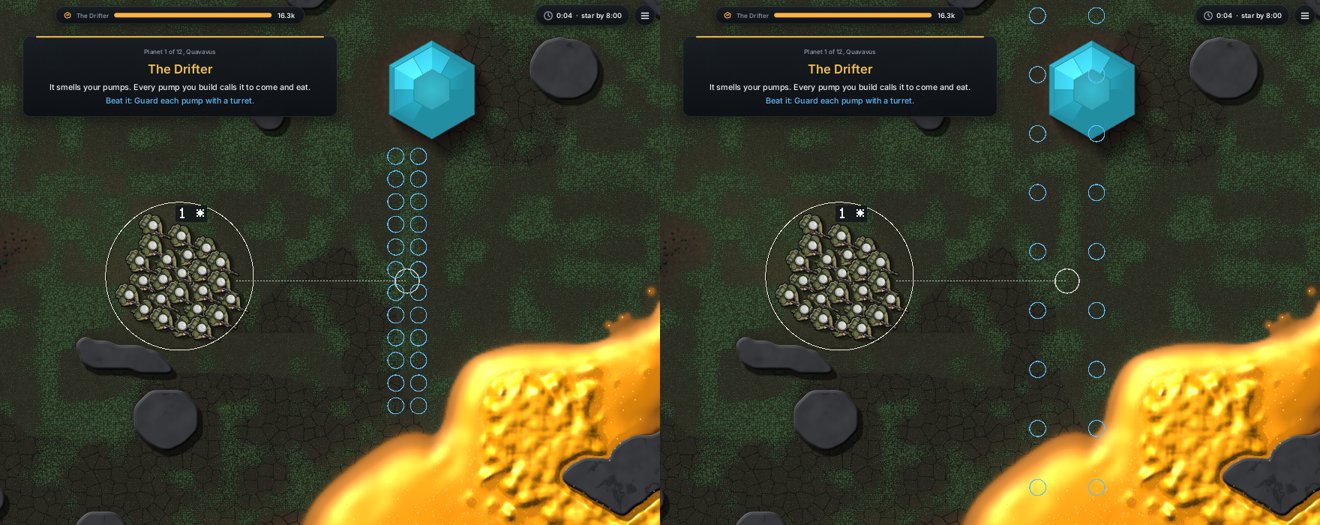 The Drifter 16.3k
0:04 · star by 8:00
Planet 1 of 12, Quavavus
The Drifter
It smells your pumps. Every pump you build calls it to come and eat.
Beat it: Guard each pump with a turret.
1
The Drifter 16.3k
0:04 · star by 8:00
Planet 1 of 12, Quavavus
The Drifter
It smells your pumps. Every pump you build calls it to come and eat.
Beat it: Guard each pump with a turret.
1